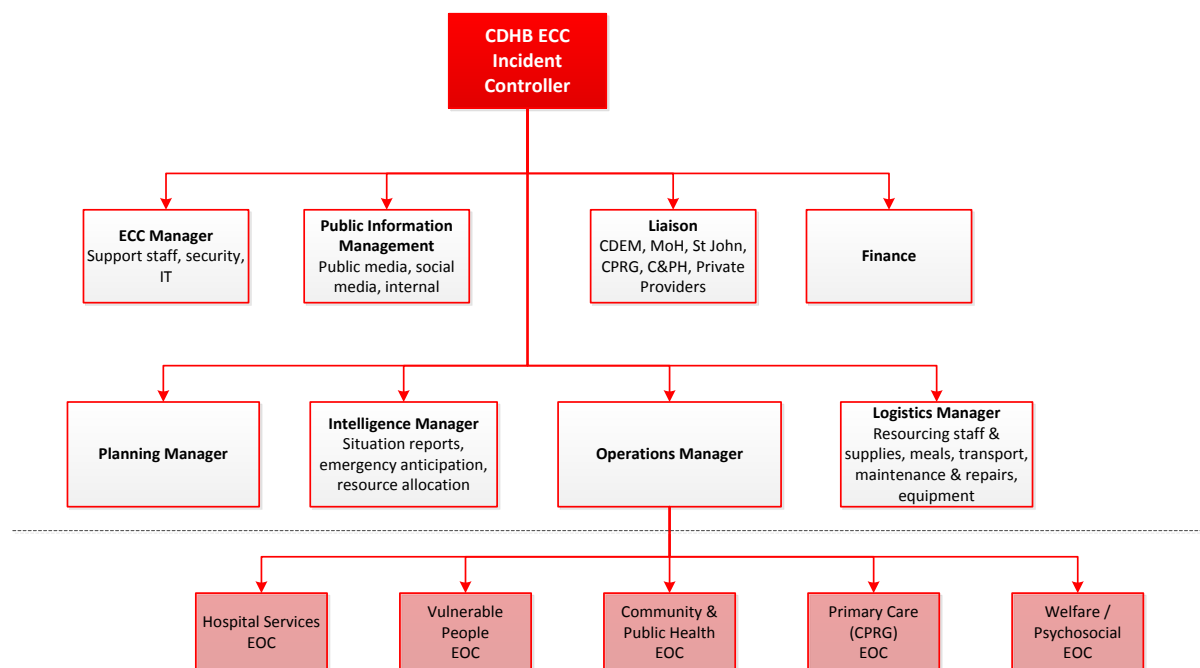 CDHB ECC
Incident
Controller
ECC Manager
Support staff, security,
IT
Public Information
Management
Public media, social
media, internal
Liaison
CDEM, MoH, St John,
CPRG, C&PH, Private
Providers
Finance
Planning Manager
Intelligence Manager
Situation reports,
emergency anticipation,
resource allocation
Operations Manager
Logistics Manager
Resourcing staff &
supplies, meals, transport,
maintenance & repairs,
equipment
Hospital Services
EOC
Vulnerable
People
EOC
Community &
Public Health
EOC
Primary Care
(CPRG)
EOC
Welfare /
Psychosocial
EOC